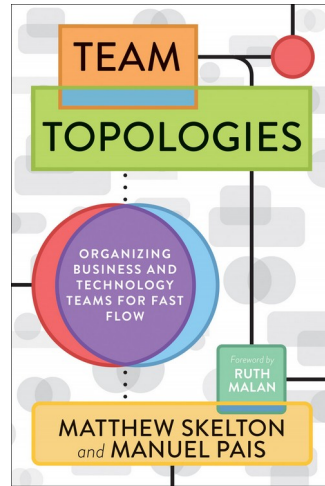 TEAM
TOPOLOGIES
ORGANIZING
BUSINESS AND
TECHNOLOGY
TEAMS FOR FAST
FLOW
Foreword by
RUTH
MALAN
MATTHEW SKELTON
and MANUEL PAIS